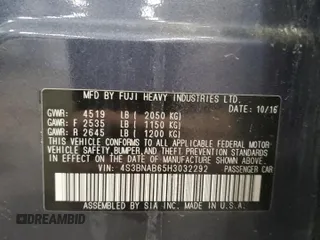 MFD BY FUJI HEAVY INDUSTRIES LTD.
DATE: 10/16
GVWR: 4519 LB ( 2050 KG)
GAWR: F 2535 LB ( 1150 KG)
GAWR: R 2645 LB ( 1200 KG)
THIS VEHICLE CONFORMS TO ALL APPLICABLE FEDERAL MOTOR
VEHICLE SAFETY, BUMPER, AND THEFT PREVENTION STANDARDS
IN EFFECT ON THE DATE OF MANUFACTURE SHOWN ABOVE.
VIN: 4S3BNAB65H3032292 PASSENGER CAR
ASSEMBLED BY SIA INC. MADE IN U.S.A.
DREAMBID